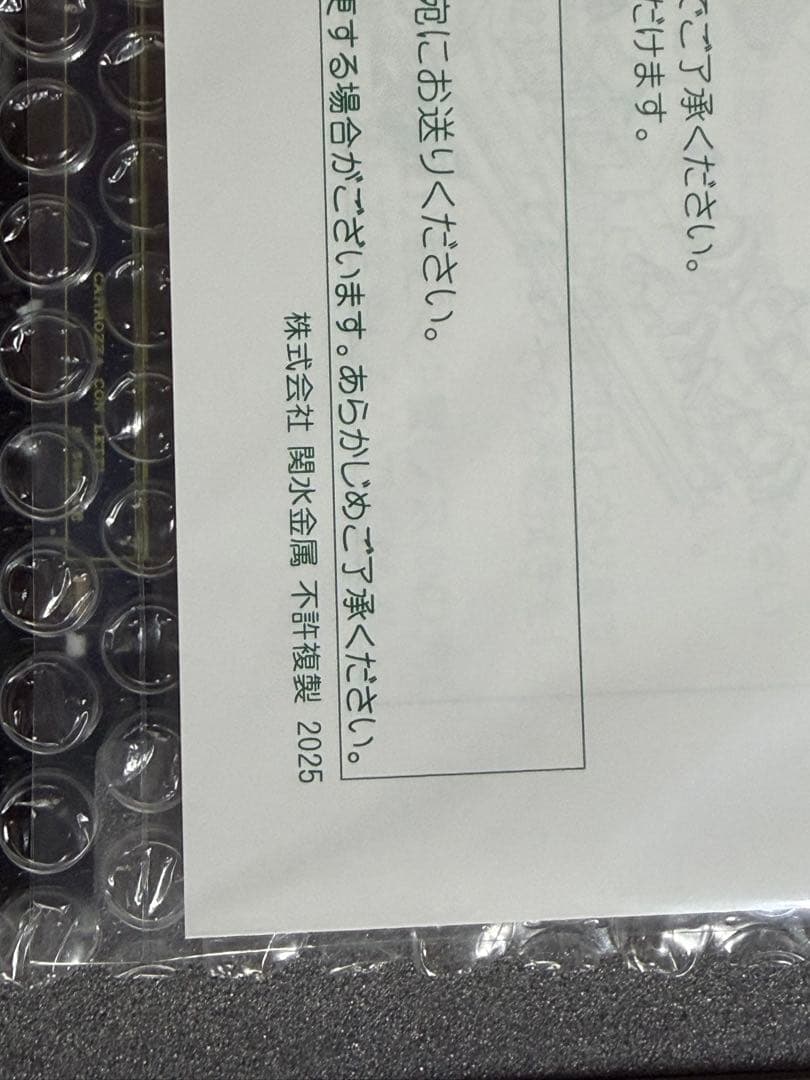 でご了承ください。
だけます。
宛にお送りください。
更する場合がございます。あらかじめご了承ください。
株式会社 関水金属 不許複製 2025